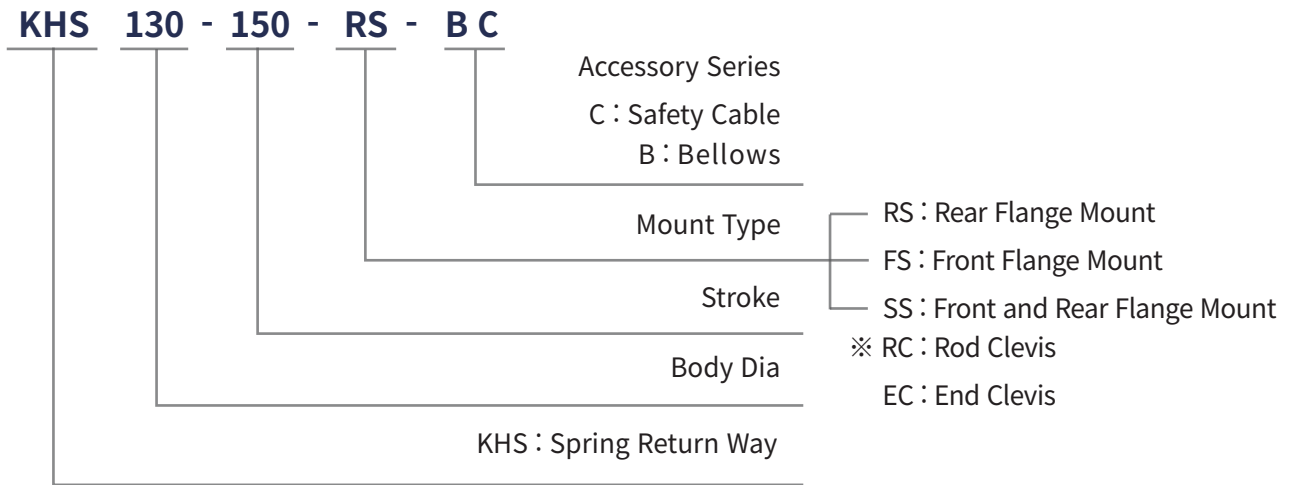 KHS 130 - 150 - RS - B C
Accessory Series
C : Safety Cable
B : Bellows
Mount Type
RS : Rear Flange Mount
FS : Front Flange Mount
SS : Front and Rear Flange Mount
※ RC : Rod Clevis
EC : End Clevis
Stroke
Body Dia
KHS : Spring Return Way